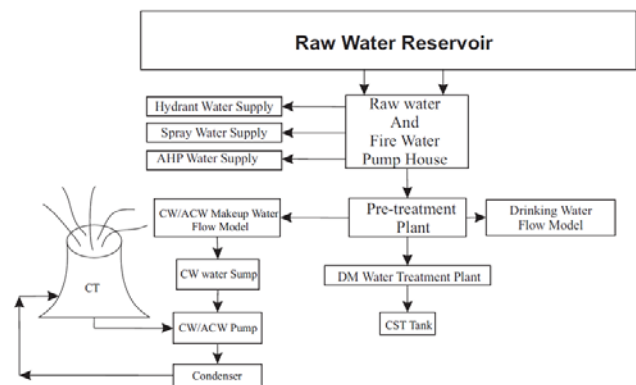 Raw Water Reservoir
Hydrant Water Supply
Spray Water Supply
AHP Water Supply
Raw water
And
Fire Water
Pump House
CW/ACW Makeup Water
Flow Model
Pre-treatment
Plant
Drinking Water
Flow Model
CT
CW water Sump
DM Water Treatment Plant
CW/ACW Pump
CST Tank
Condenser